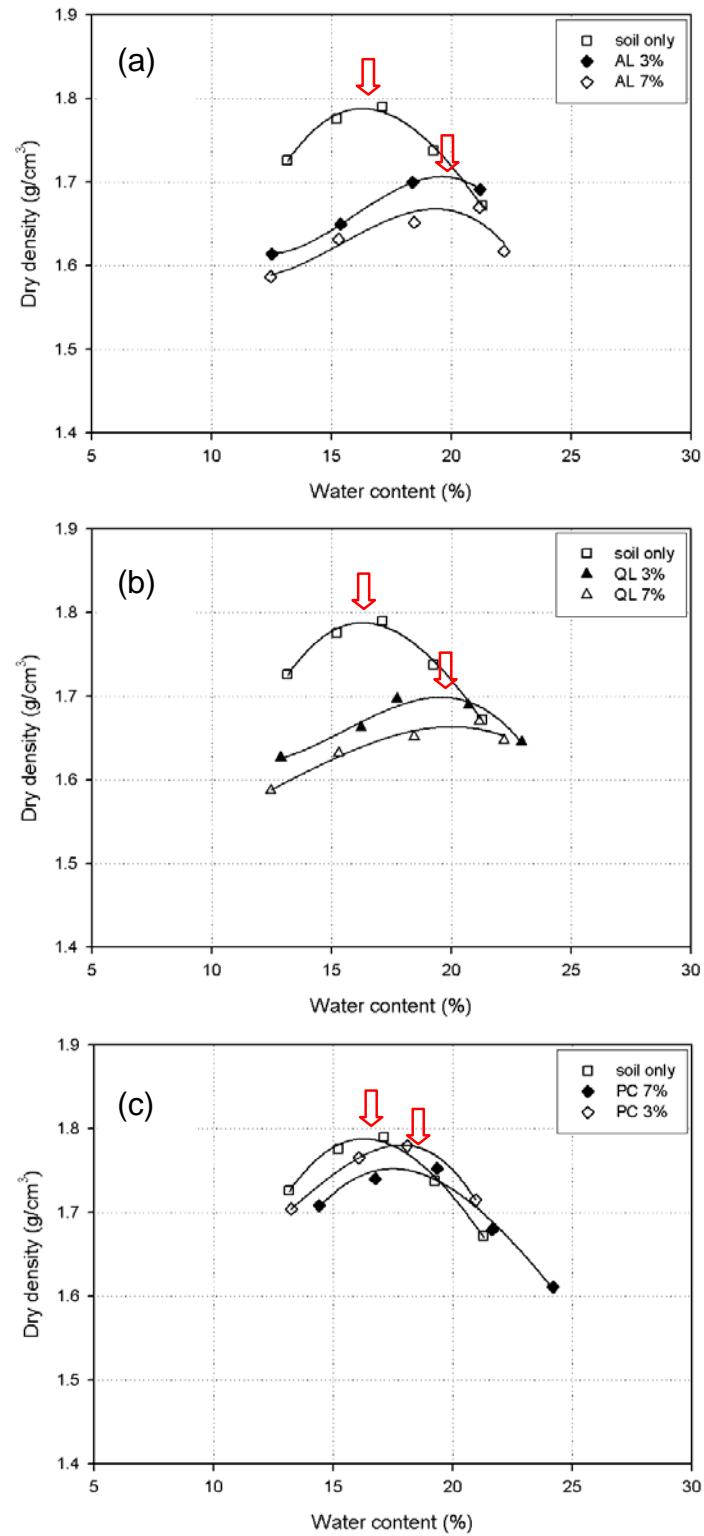 1.9
1.8
1.7
1.6
1.5
1.4
Dry density (g/cm³)
(a)
soil only
AL 3%
AL 7%
5 10 15 20 25 30
Water content (%)
1.9
1.8
1.7
1.6
1.5
1.4
Dry density (g/cm³)
(b)
soil only
QL 3%
QL 7%
5 10 15 20 25 30
Water content (%)
1.9
1.8
1.7
1.6
1.5
1.4
Dry density (g/cm³)
(c)
soil only
PC 7%
PC 3%
5 10 15 20 25 30
Water content (%)